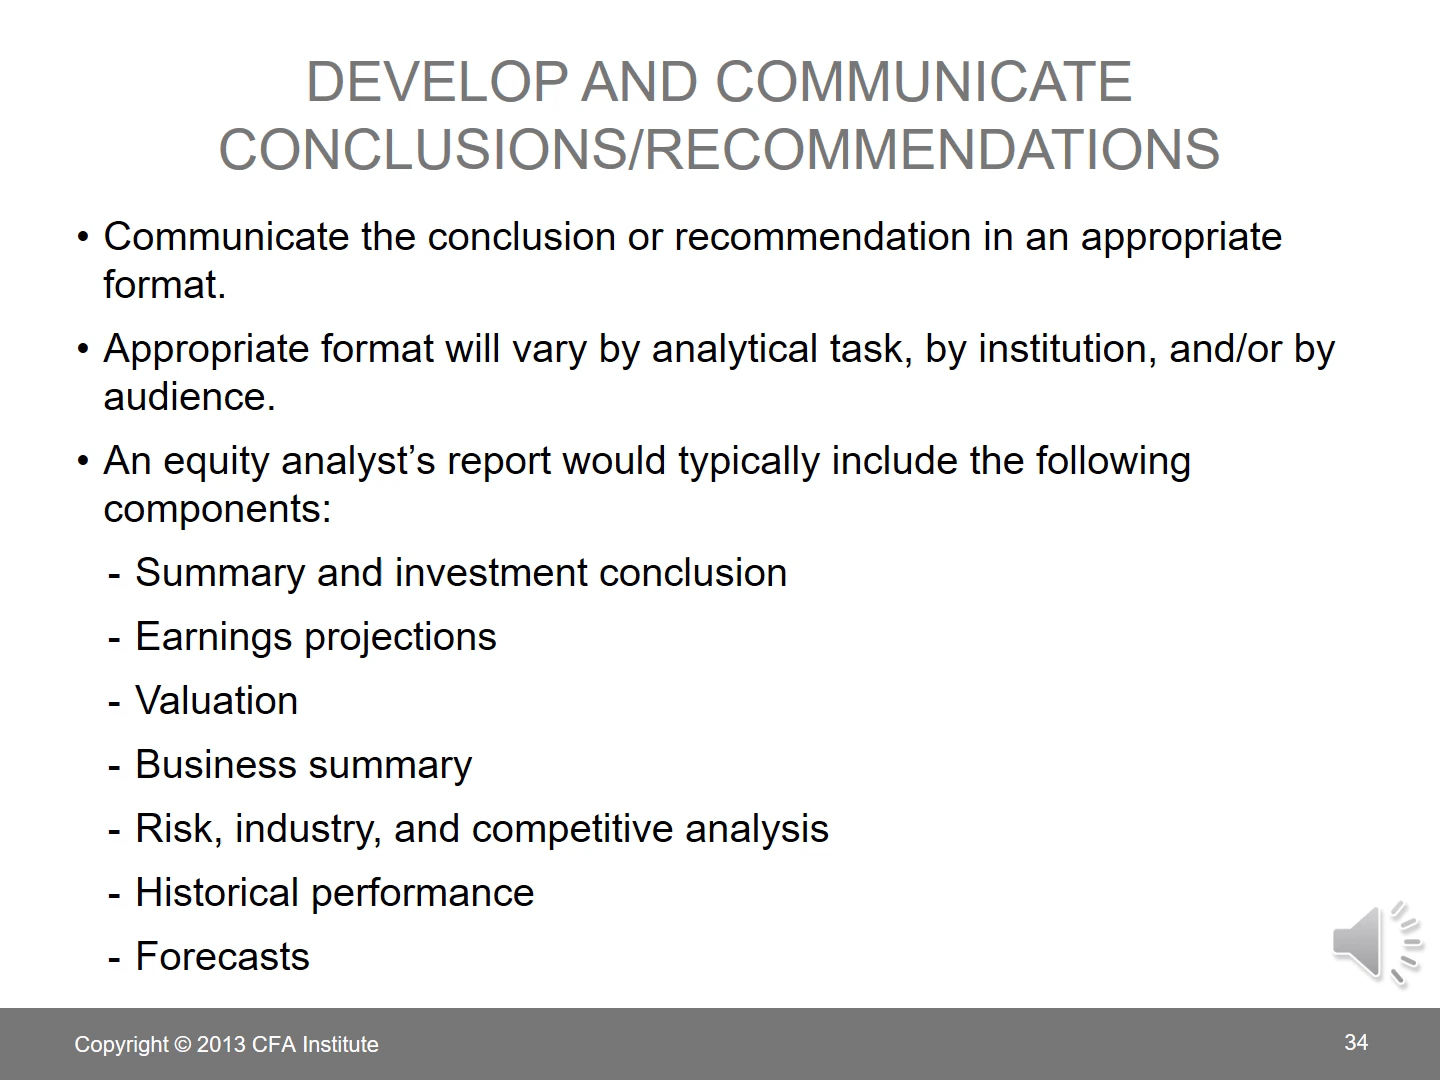 DEVELOP AND COMMUNICATE
CONCLUSIONS/RECOMMENDATIONS
• Communicate the conclusion or recommendation in an appropriate
format.
• Appropriate format will vary by analytical task, by institution, and/or by
audience.
• An equity analyst’s report would typically include the following
components:
- Summary and investment conclusion
- Earnings projections
- Valuation
- Business summary
- Risk, industry, and competitive analysis
- Historical performance
- Forecasts
Copyright © 2013 CFA Institute
34